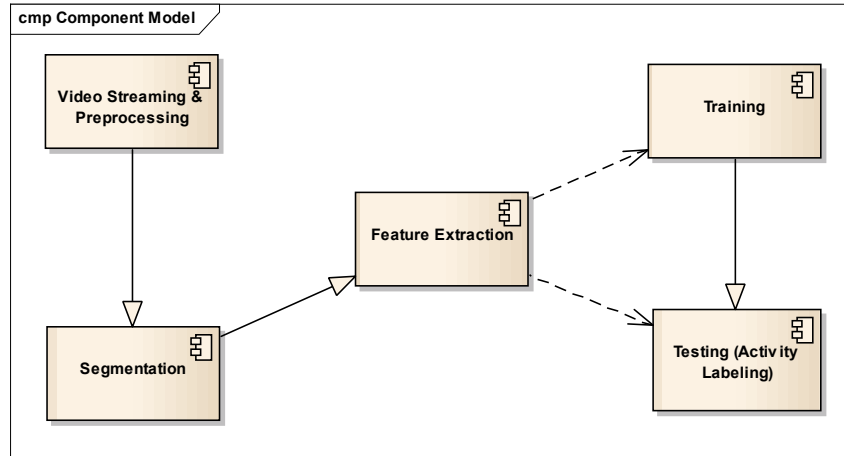 cmp Component Model
Video Streaming &
Preprocessing
Training
Feature Extraction
Segmentation
Testing (Activity
Labeling)